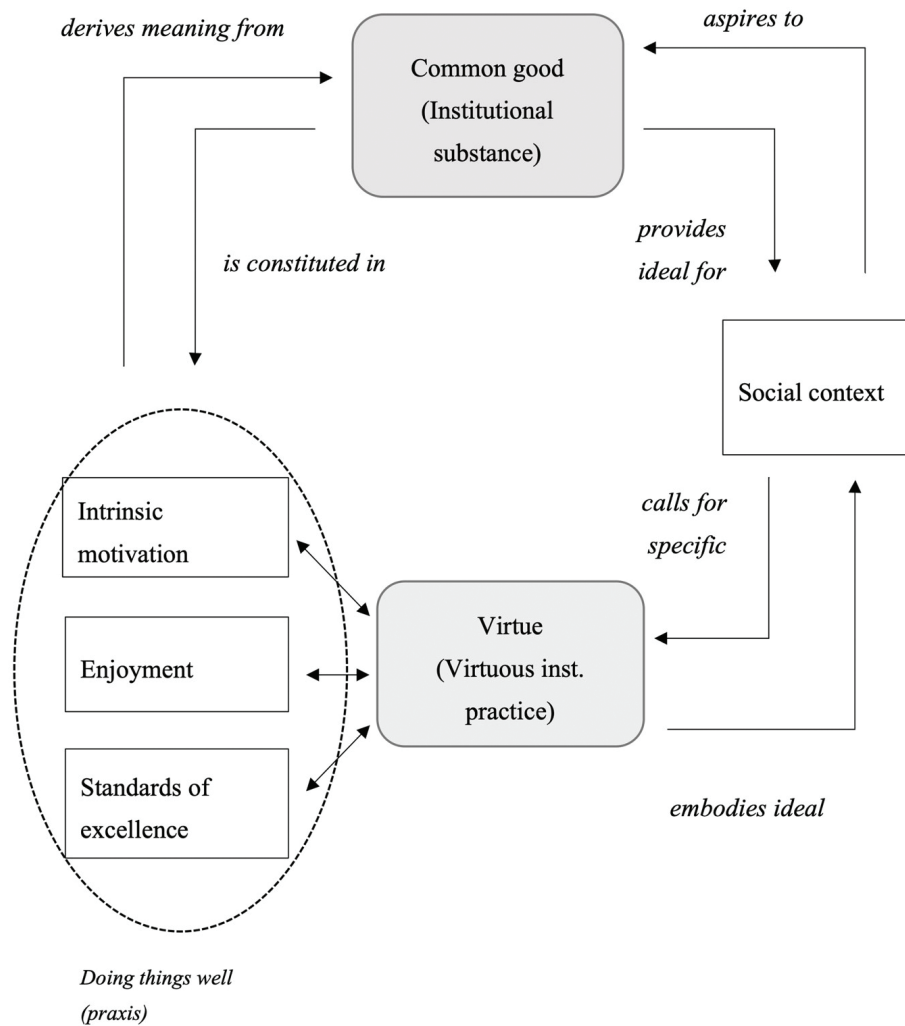 derives meaning from
aspires to
Common good
(Institutional
substance)
is constituted in
provides
ideal for
Social context
Intrinsic
motivation
calls for
specific
Enjoyment
Virtue
(Virtuous inst.
practice)
Standards of
excellence
embodies ideal
Doing things well
(praxis)